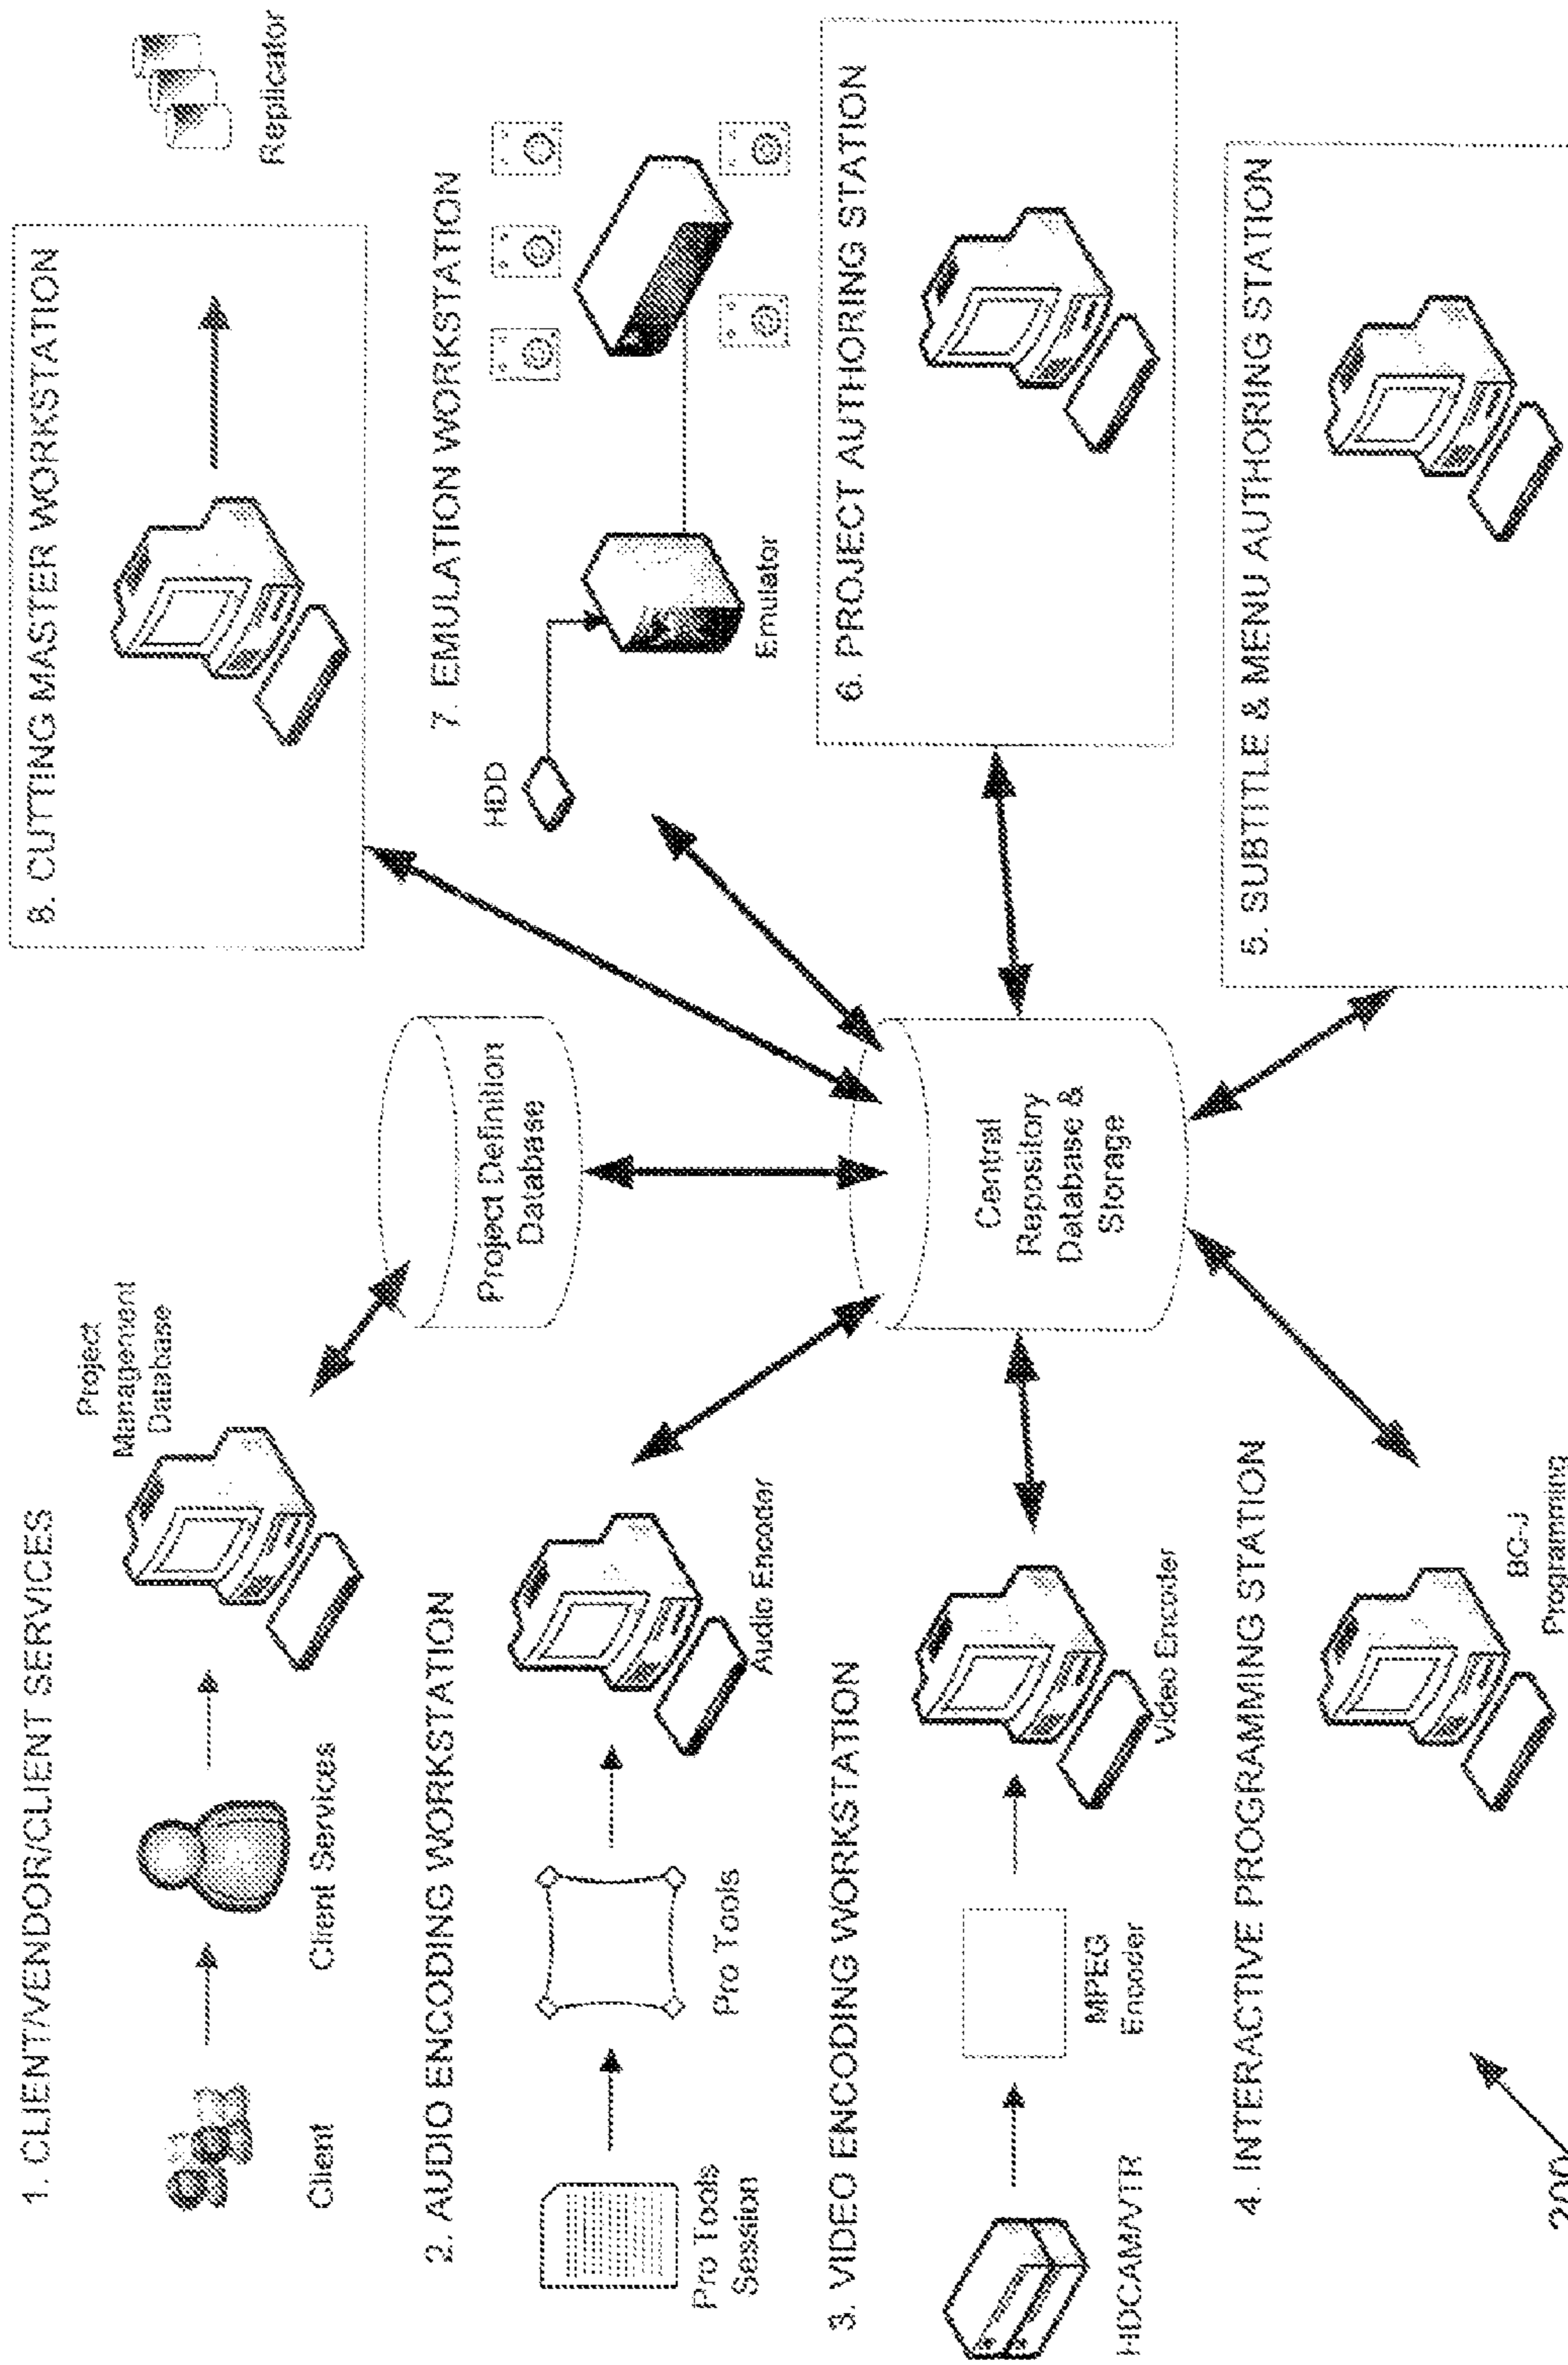 1. CLIENT/VENDOR/CLIENT SERVICES
Client
Client Services
Project
Management
Database
2. AUDIO ENCODING WORKSTATION
Pro Tools
Session
Pro Tools
Audio Encoder
3. VIDEO ENCODING WORKSTATION
HDCAM/VTR
MPEG
Encoder
Video Encoder
4. INTERACTIVE PROGRAMMING STATION
Programming
200
Project Definition
Database
Central
Repository
Database &
Storage
8. CUTTING MASTER WORKSTATION
Replicator
7. EMULATION WORKSTATION
HDD
Emulator
6. PROJECT AUTHORING STATION
5. SUBTITLE & MENU AUTHORING STATION